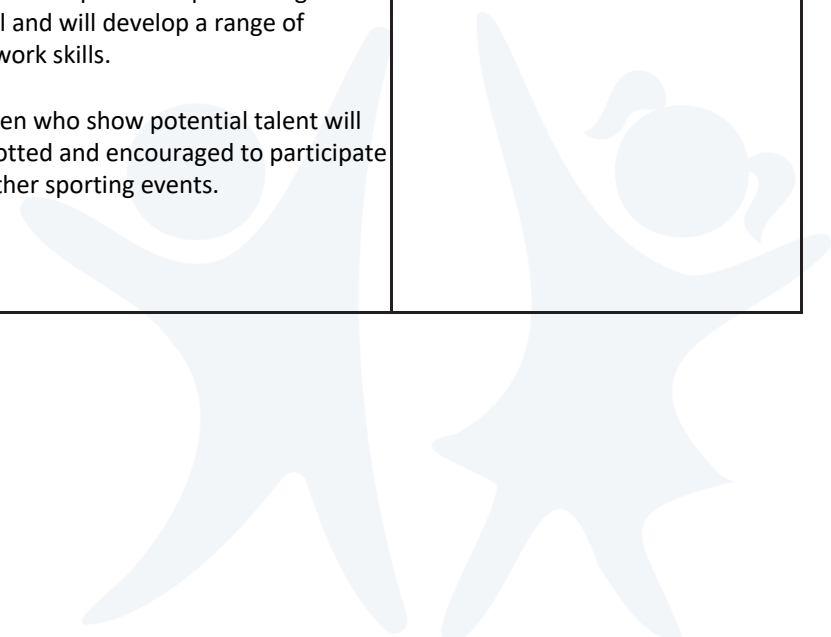 l and will develop a range of
work skills.
en who show potential talent will
otted and encouraged to participate
ther sporting events.